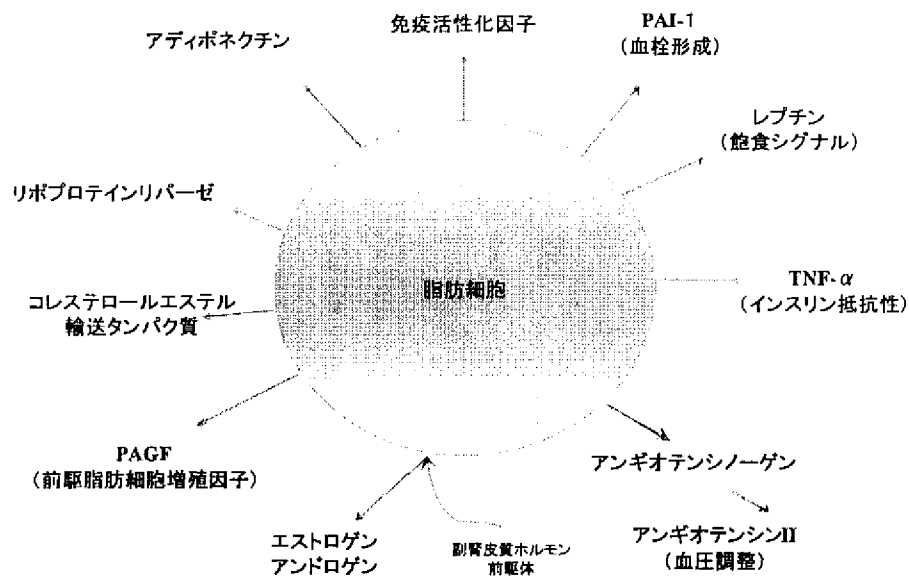 免疫活性化因子
PAI-1
（血栓形成）
アディポネクチン
レプチン
（飽食シグナル）
リポプロテインリパーゼ
脂肪細胞
TNF-α
（インスリン抵抗性）
コレステロールエステル
輸送タンパク質
PAGF
（前駆脂肪細胞増殖因子）
アンギオテンシノーゲン
エストロゲン
アンドロゲン
副腎皮質ホルモン
前駆体
アンギオテンシンII
（血圧調整）